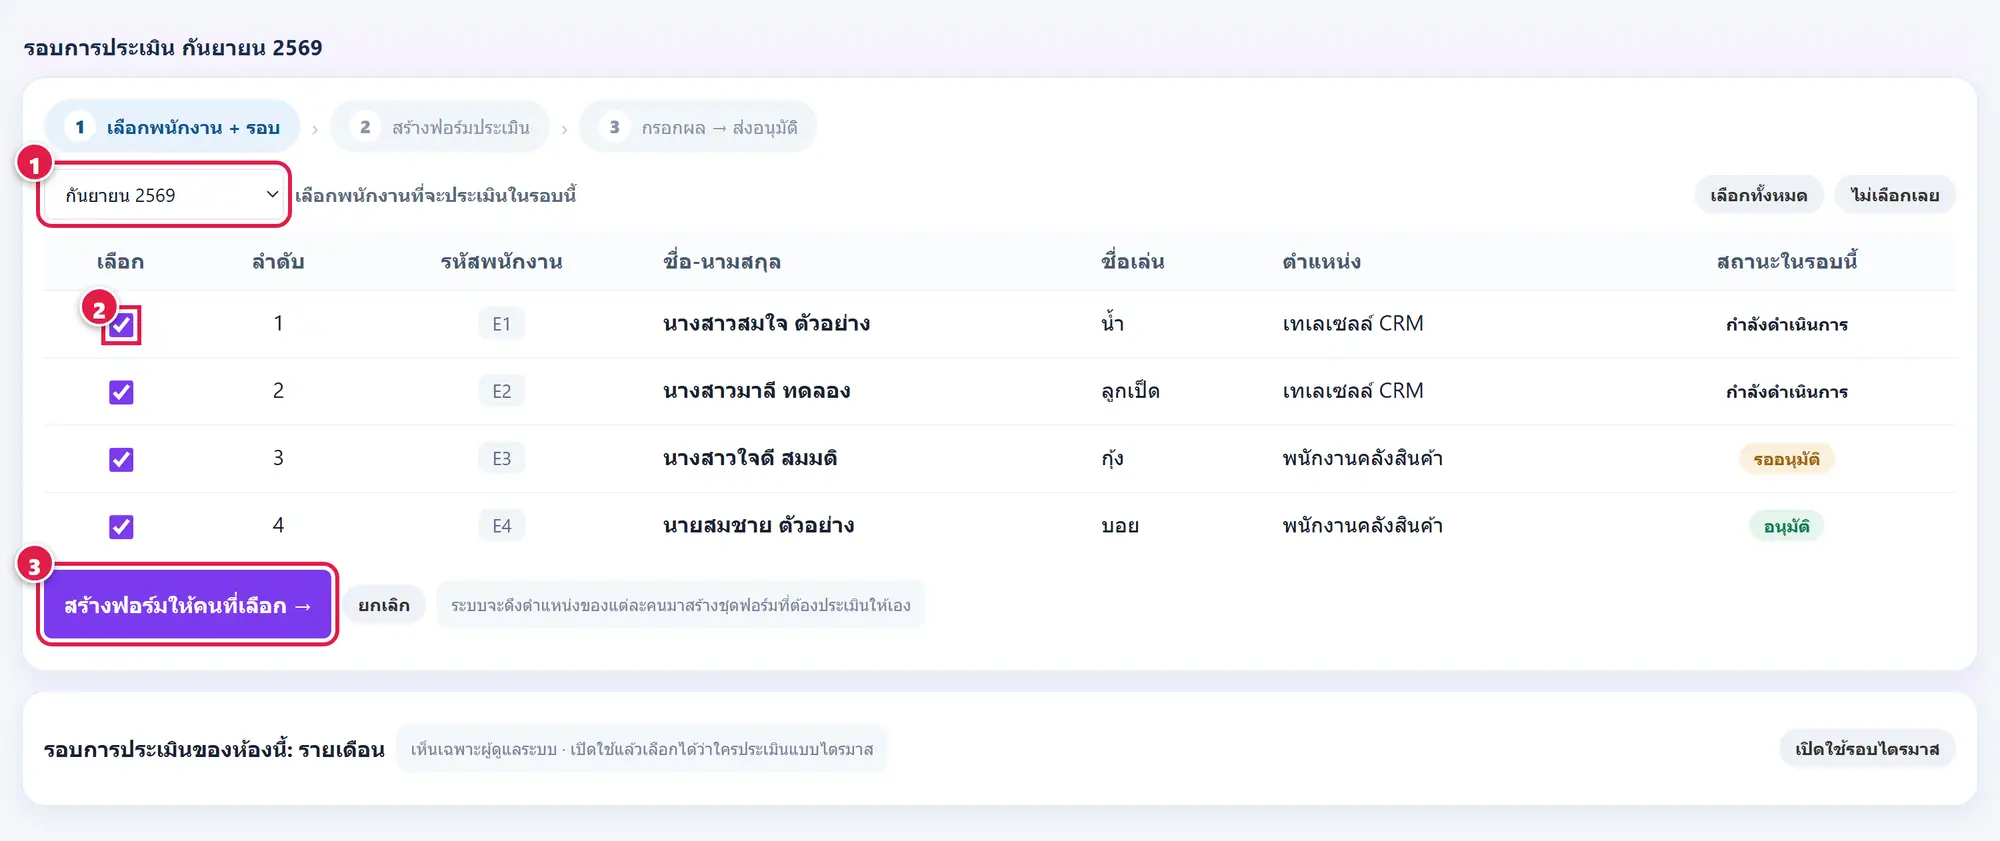 รอบการประเมิน กันยายน 2569
1 เลือกพนักงาน + รอบ › 2 สร้างฟอร์มประเมิน › 3 กรอกผล → ส่งอนุมัติ
1
กันยายน 2569 เลือกพนักงานที่จะประเมินในรอบนี้ เลือกทั้งหมด ไม่เลือกเลย
เลือก ลำดับ รหัสพนักงาน ชื่อ-นามสกุล ชื่อเล่น ตำแหน่ง สถานะในรอบนี้
2
1 E1 นางสาวสมใจ ตัวอย่าง น้ำ เทเลเซลล์ CRM กำลังดำเนินการ
2 E2 นางสาวมาลี ทดลอง ลูกเป็ด เทเลเซลล์ CRM กำลังดำเนินการ
3 E3 นางสาวใจดี สมมติ กุ้ง พนักงานคลังสินค้า รออนุมัติ
4 E4 นายสมชาย ตัวอย่าง บอย พนักงานคลังสินค้า อนุมัติ
3
สร้างฟอร์มให้คนที่เลือก → ยกเลิก ระบบจะดึงตำแหน่งของแต่ละคนมาสร้างชุดฟอร์มที่ต้องประเมินให้เอง
รอบการประเมินของห้องนี้: รายเดือน เห็นเฉพาะผู้ดูแลระบบ · เปิดใช้แล้วเลือกได้ว่าใครประเมินแบบไตรมาส เปิดใช้รอบไตรมาส